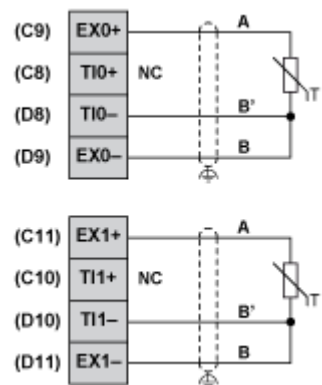 (C9) EX0+ A
(C8) TI0+ NC
(D8) TI0– B'
(D9) EX0– B
T
(C11) EX1+ A
(C10) TI1+ NC
(D10) TI1– B'
(D11) EX1– B
T